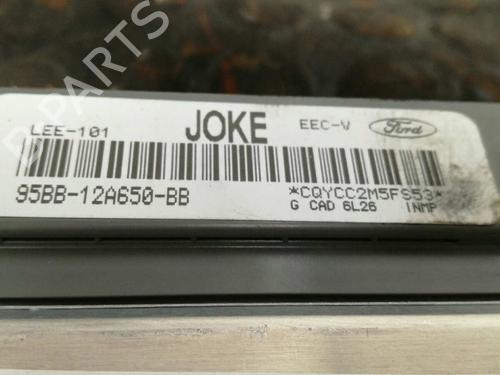 LEE-101 JOKE EEC-V Ford
95BB-12A650-BB *CQYCC2M5FS53*
G CAD 6L26 INMP
B-PARTS